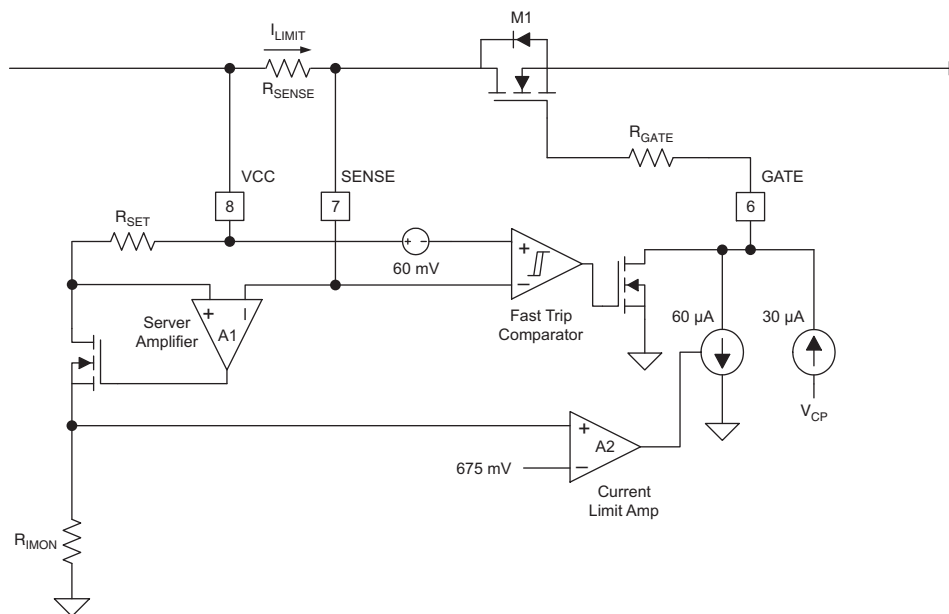 M1
I_LIMIT
R_SENSE
R_GATE
VCC
SENSE
GATE
8
7
6
R_SET
+ -
60 mV
+
−
Fast Trip
Comparator
60 µA
30 µA
V_CP
Server
Amplifier
+
−
A1
+
−
A2
675 mV
Current
Limit Amp
R_IMON